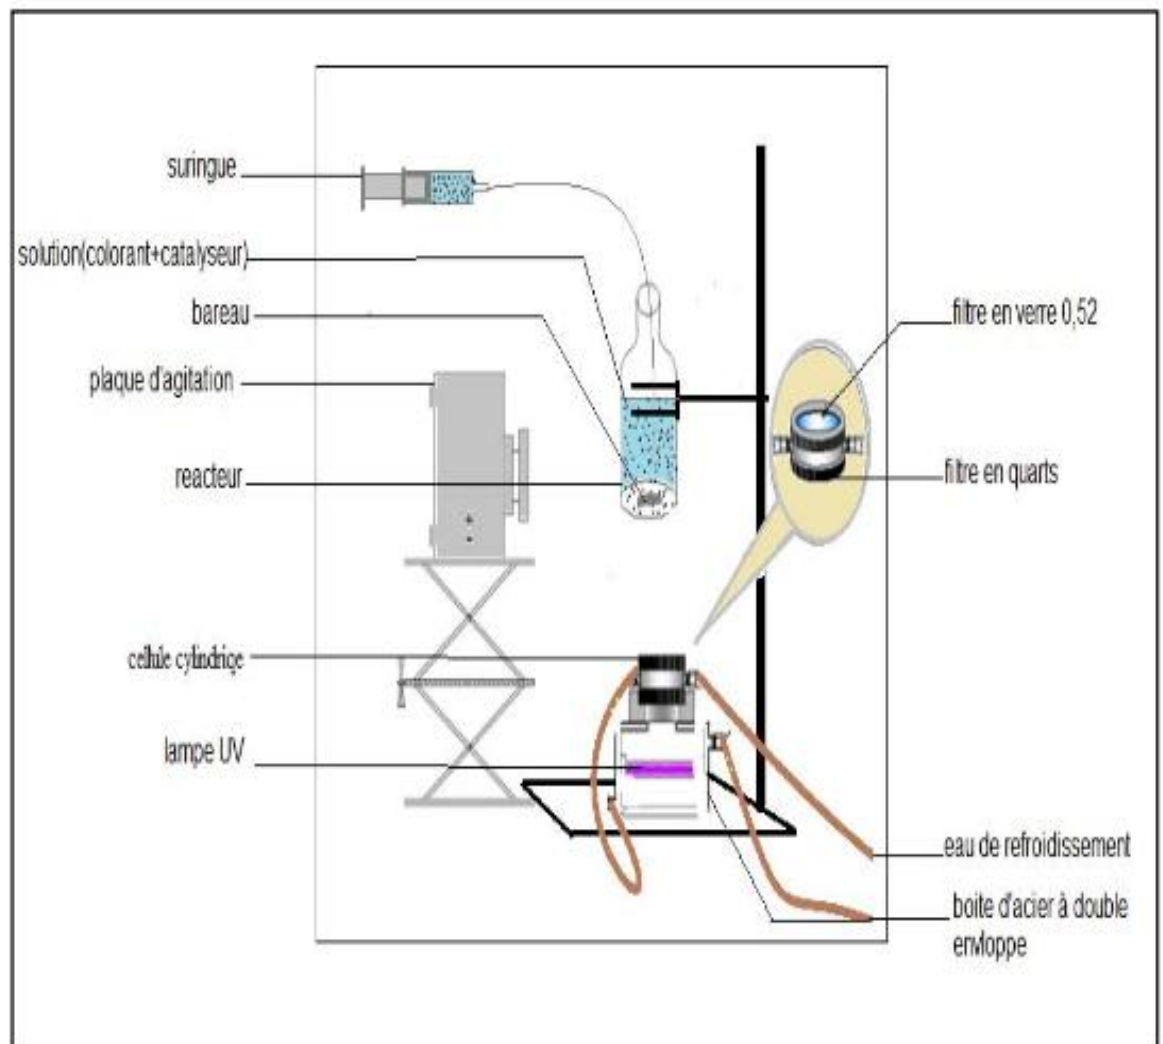 suringue
solution(colorant+catalyseur)
bareau
plaque d'agitation
reacteur
cellule cylindriqe
lampe UV
filtre en verre 0,52
filtre en quarts
eau de refroidissement
boite d'acier à double
envloppe